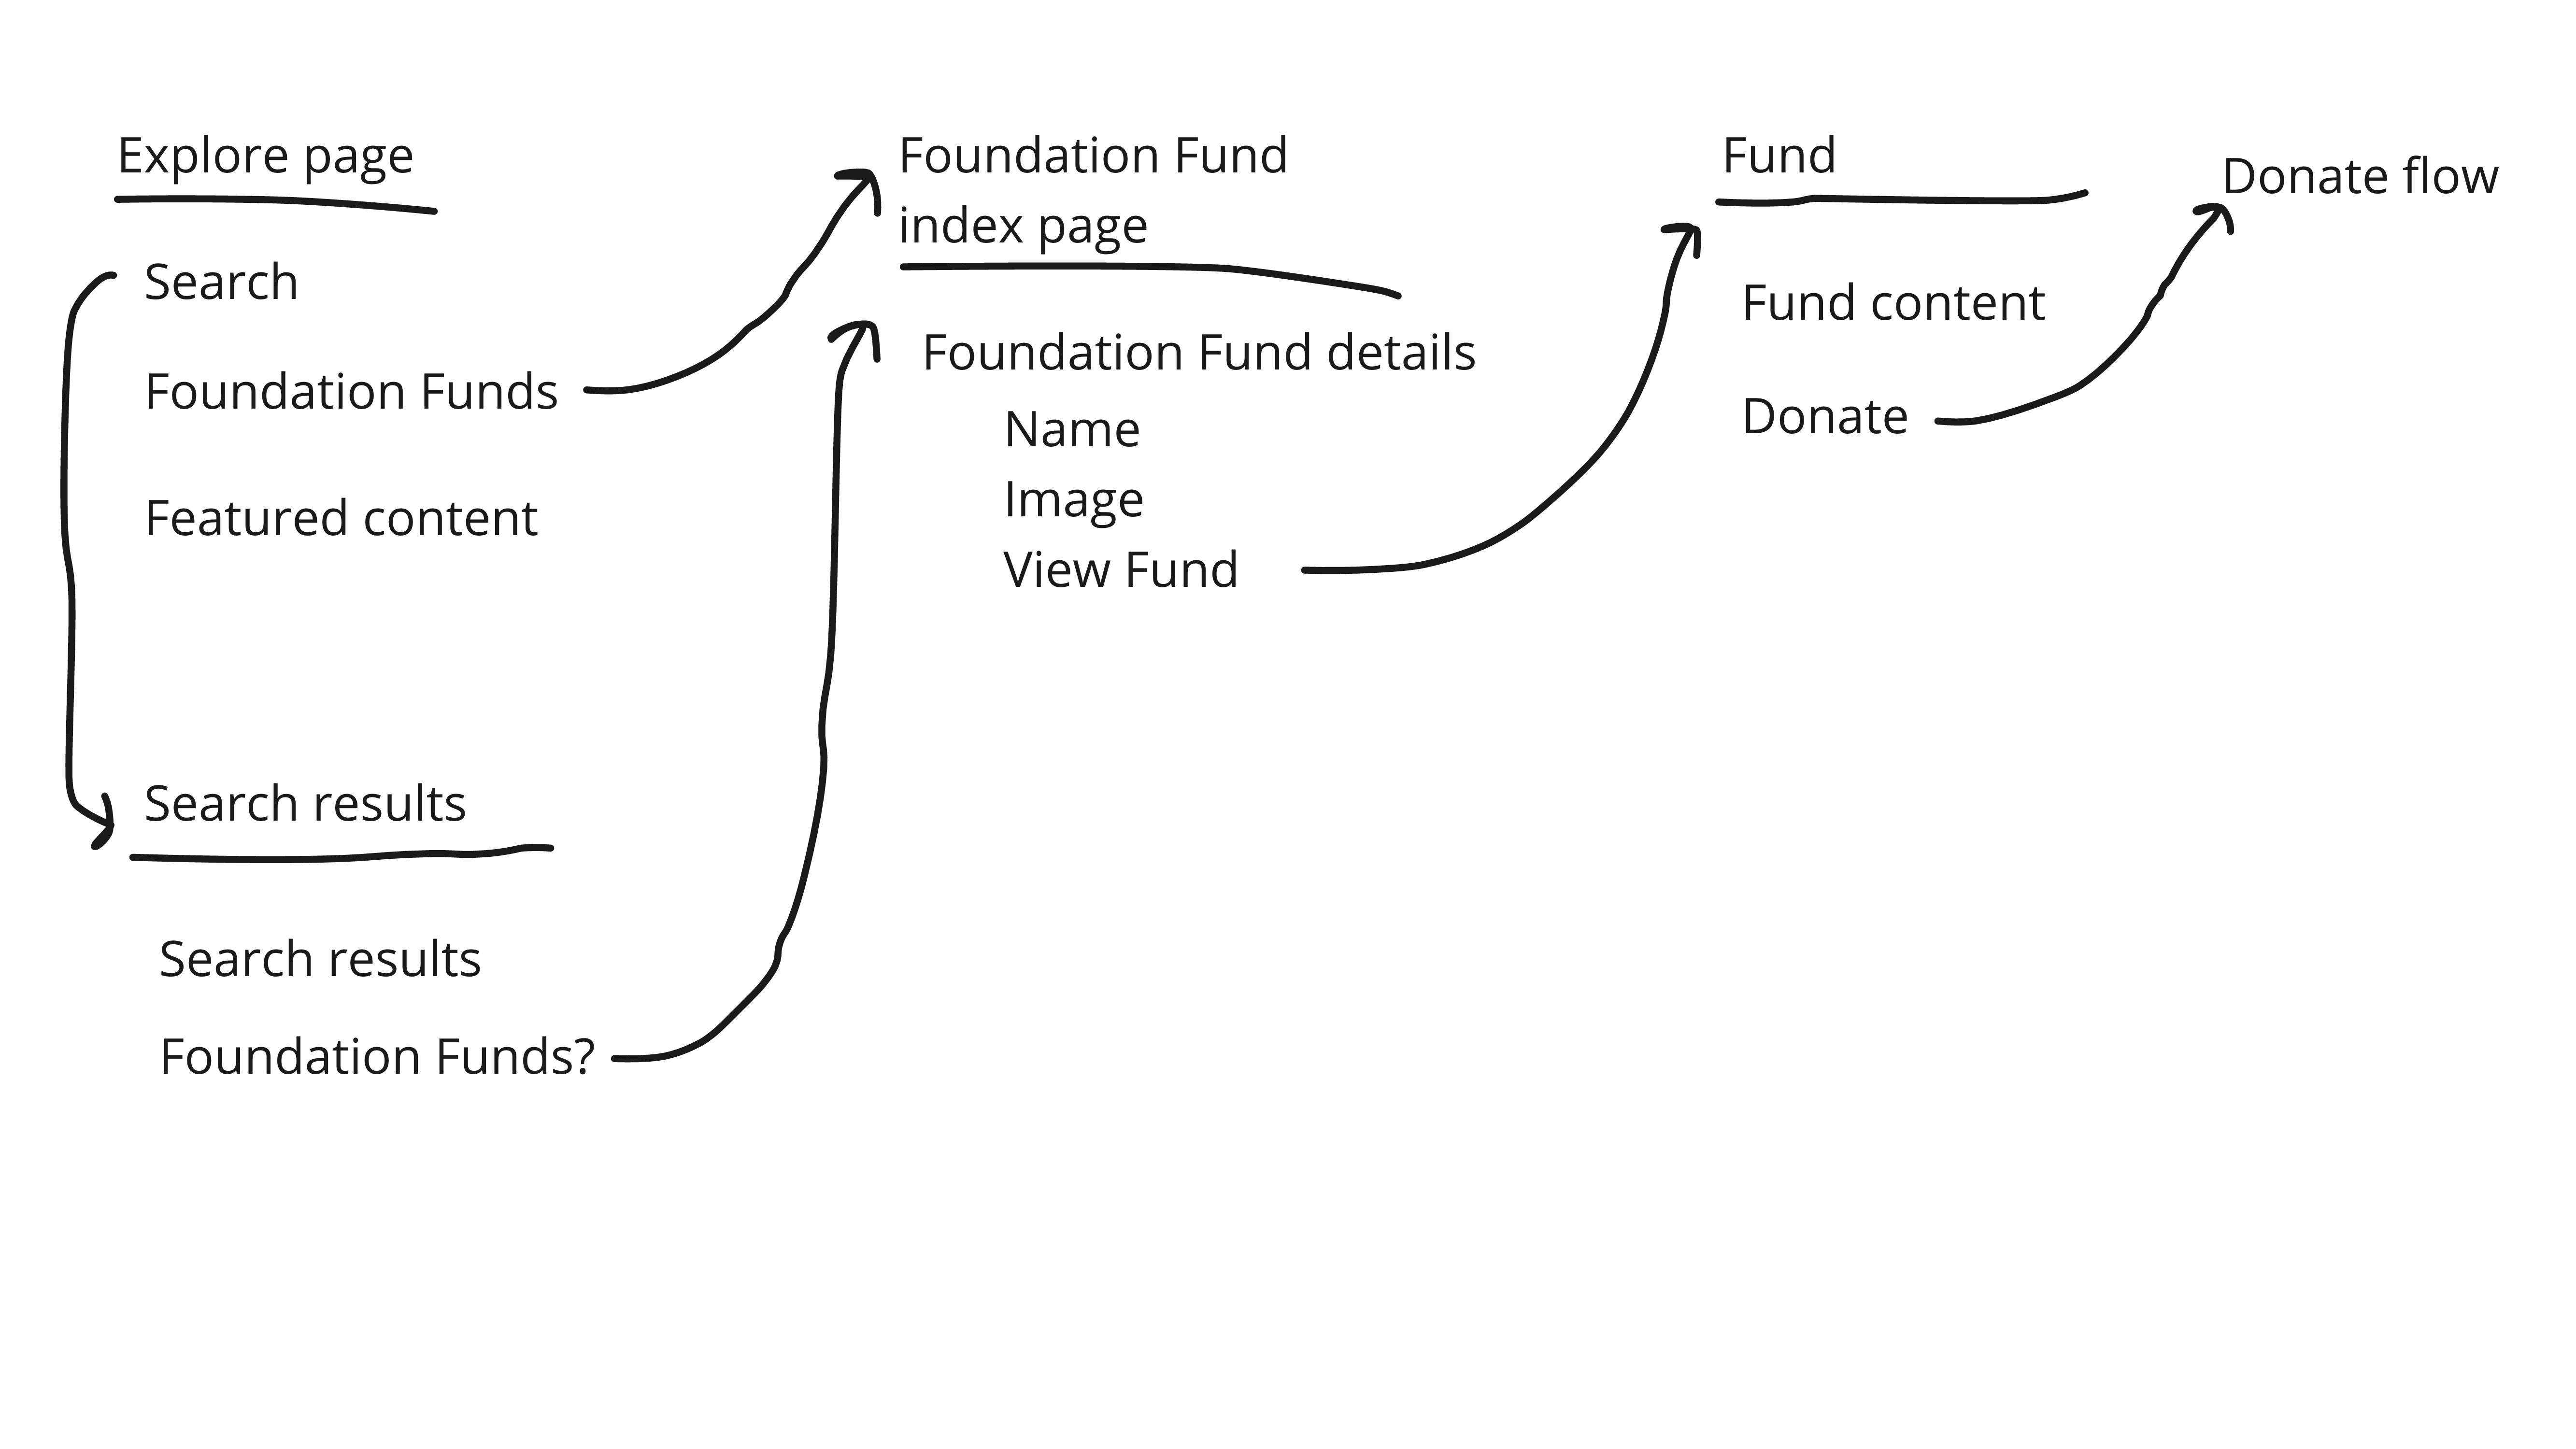 Explore page
Search
Foundation Funds
Featured content
Search results
Search results
Foundation Funds?
Foundation Fund
index page
Foundation Fund details
Name
Image
View Fund
Fund
Fund content
Donate
Donate flow